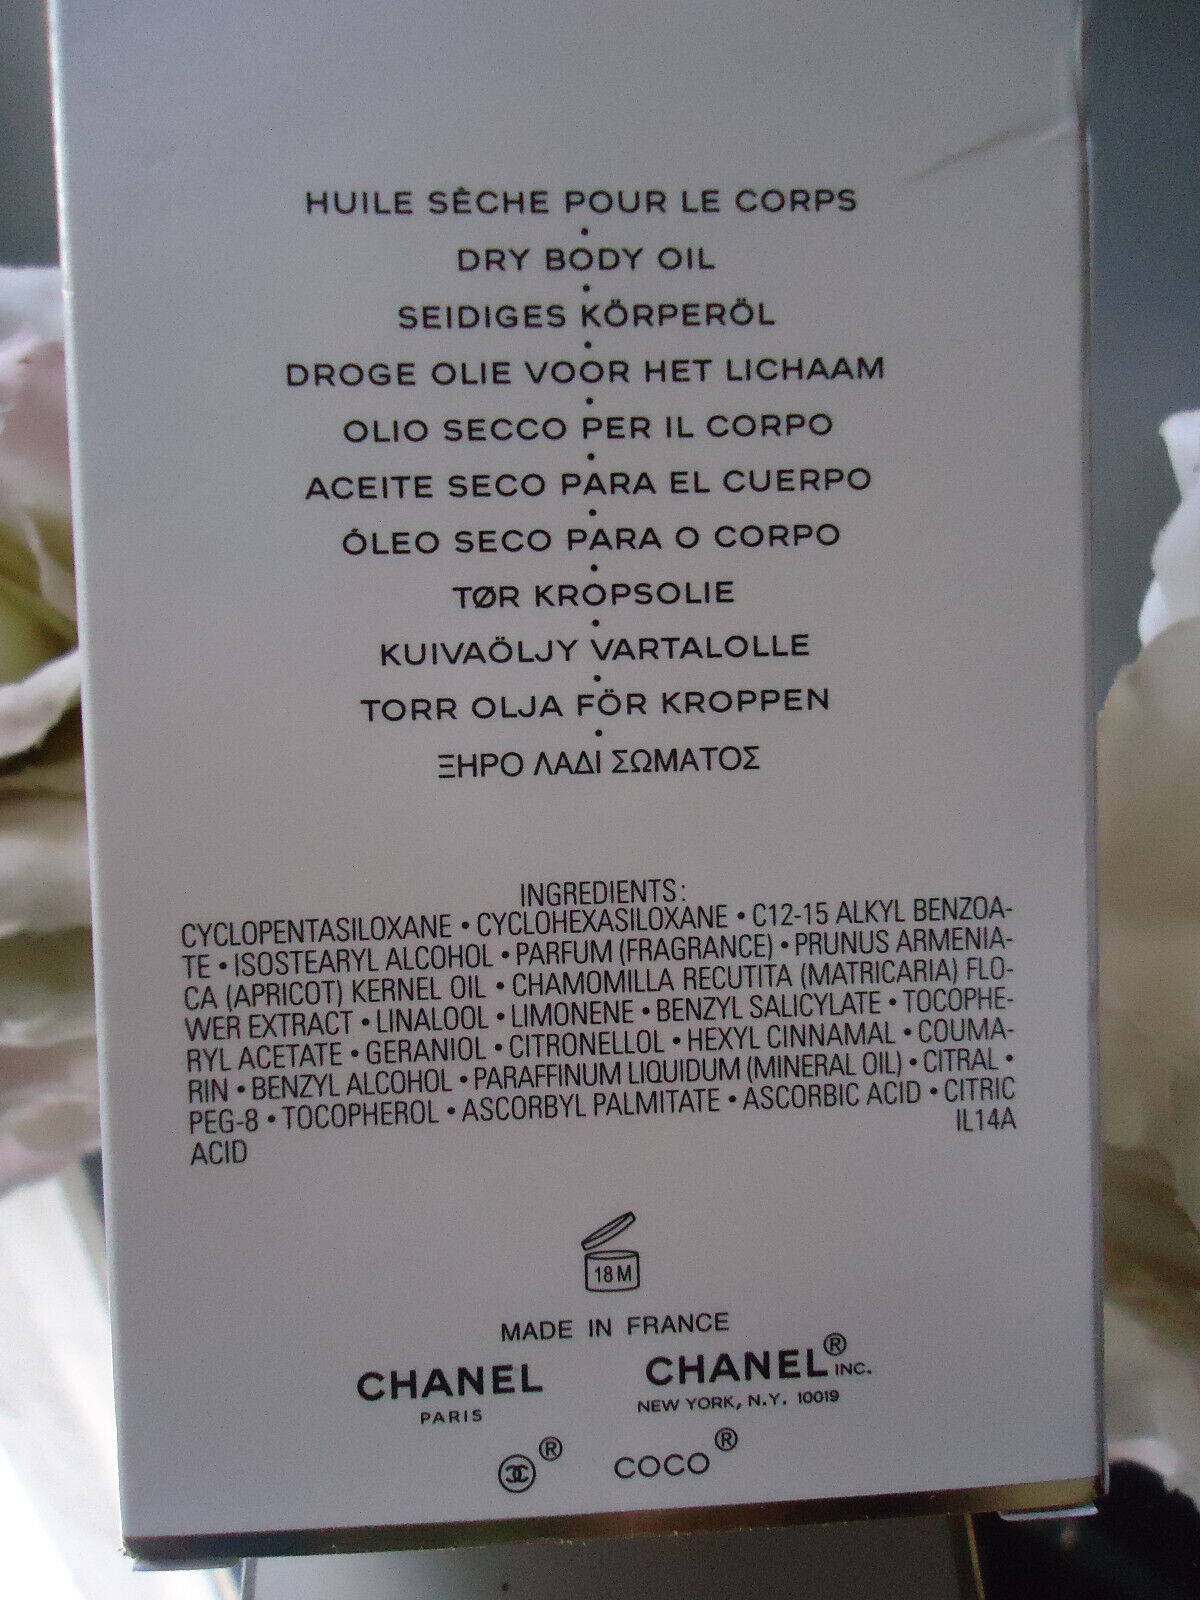 HUILE SÈCHE POUR LE CORPS
•
DRY BODY OIL
•
SEIDIGES KÖRPERÖL
•
DROGE OLIE VOOR HET LICHAAM
•
OLIO SECCO PER IL CORPO
•
ACEITE SECO PARA EL CUERPO
•
ÓLEO SECO PARA O CORPO
•
TØR KROPSOLIE
•
KUIVAÖLJY VARTALOLLE
•
TORR OLJA FÖR KROPPEN
•
ΞΗΡΟ ΛΑΔΙ ΣΩΜΑΤΟΣ
INGREDIENTS:
CYCLOPENTASILOXANE • CYCLOHEXASILOXANE • C12-15 ALKYL BENZOA-
TE • ISOSTEARYL ALCOHOL • PARFUM (FRAGRANCE) • PRUNUS ARMENIA-
CA (APRICOT) KERNEL OIL • CHAMOMILLA RECUTITA (MATRICARIA) FLO-
WER EXTRACT • LINALOOL • LIMONENE • BENZYL SALICYLATE • TOCOPHE-
RYL ACETATE • GERANIOL • CITRONELLOL • HEXYL CINNAMAL • COUMA-
RIN • BENZYL ALCOHOL • PARAFFINUM LIQUIDUM (MINERAL OIL) • CITRAL •
PEG-8 • TOCOPHEROL • ASCORBYL PALMITATE • ASCORBIC ACID • CITRIC
ACID IL14A
18 M
MADE IN FRANCE
CHANEL CHANEL® INC.
PARIS NEW YORK, N.Y. 10019
® COCO®